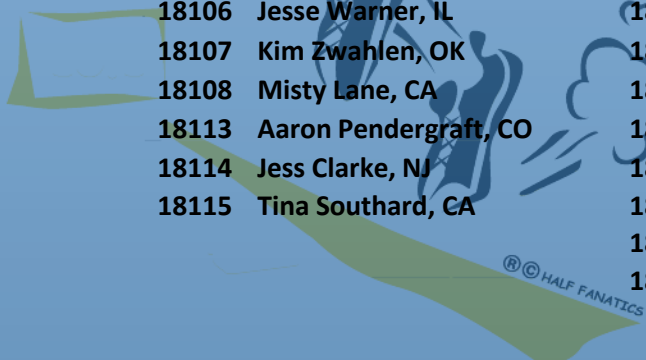 18106 Jesse Warner, IL
18107 Kim Zwahlen, OK
18108 Misty Lane, CA
18113 Aaron Pendergraft, CO
18114 Jess Clarke, NJ
18115 Tina Southard, CA
®© HALF FANATICS